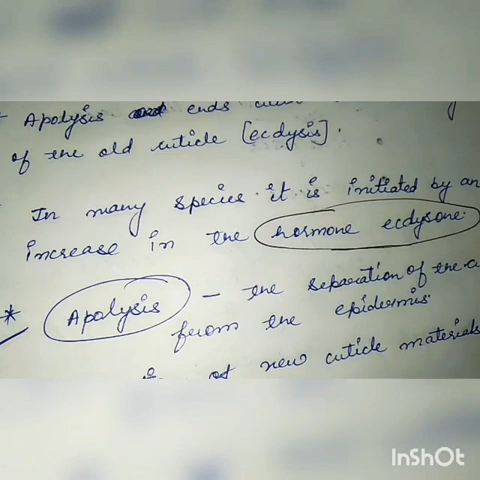 Apolysis ends
of the old cuticle [ecdysis].
In many species it is initiated by an
increase in the hormone ecdysone.
* Apolysis – the separation of the
from the epidermis.
of new cuticle materials
InShOt